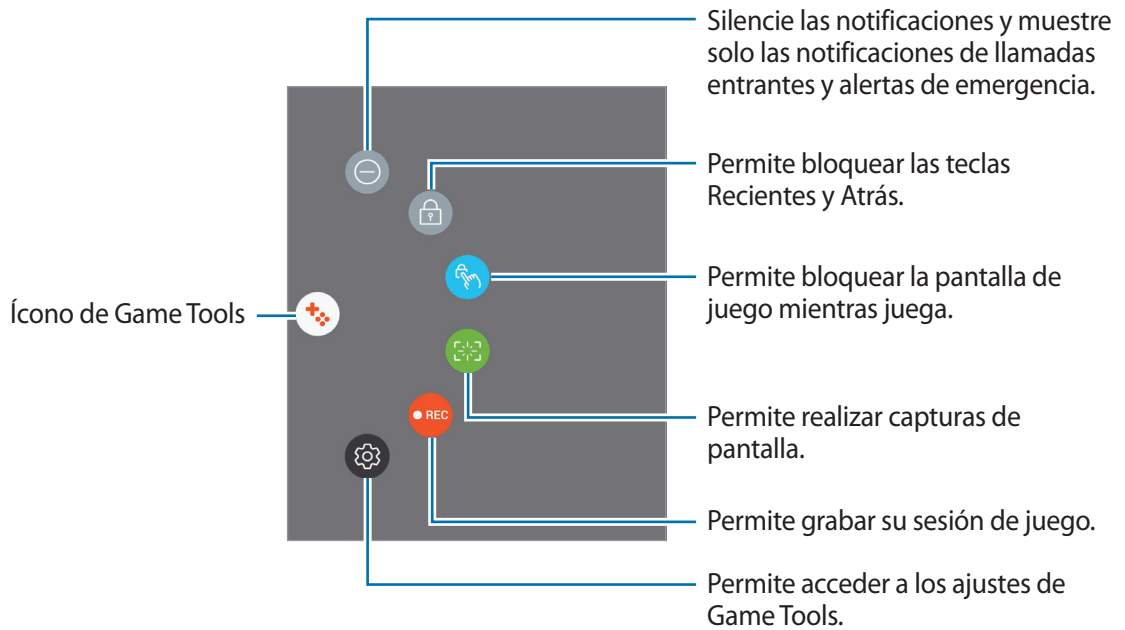 Silencie las notificaciones y muestre
solo las notificaciones de llamadas
entrantes y alertas de emergencia.
Permite bloquear las teclas
Recientes y Atrás.
Permite bloquear la pantalla de
juego mientras juega.
Ícono de Game Tools
Permite realizar capturas de
pantalla.
REC
Permite grabar su sesión de juego.
Permite acceder a los ajustes de
Game Tools.